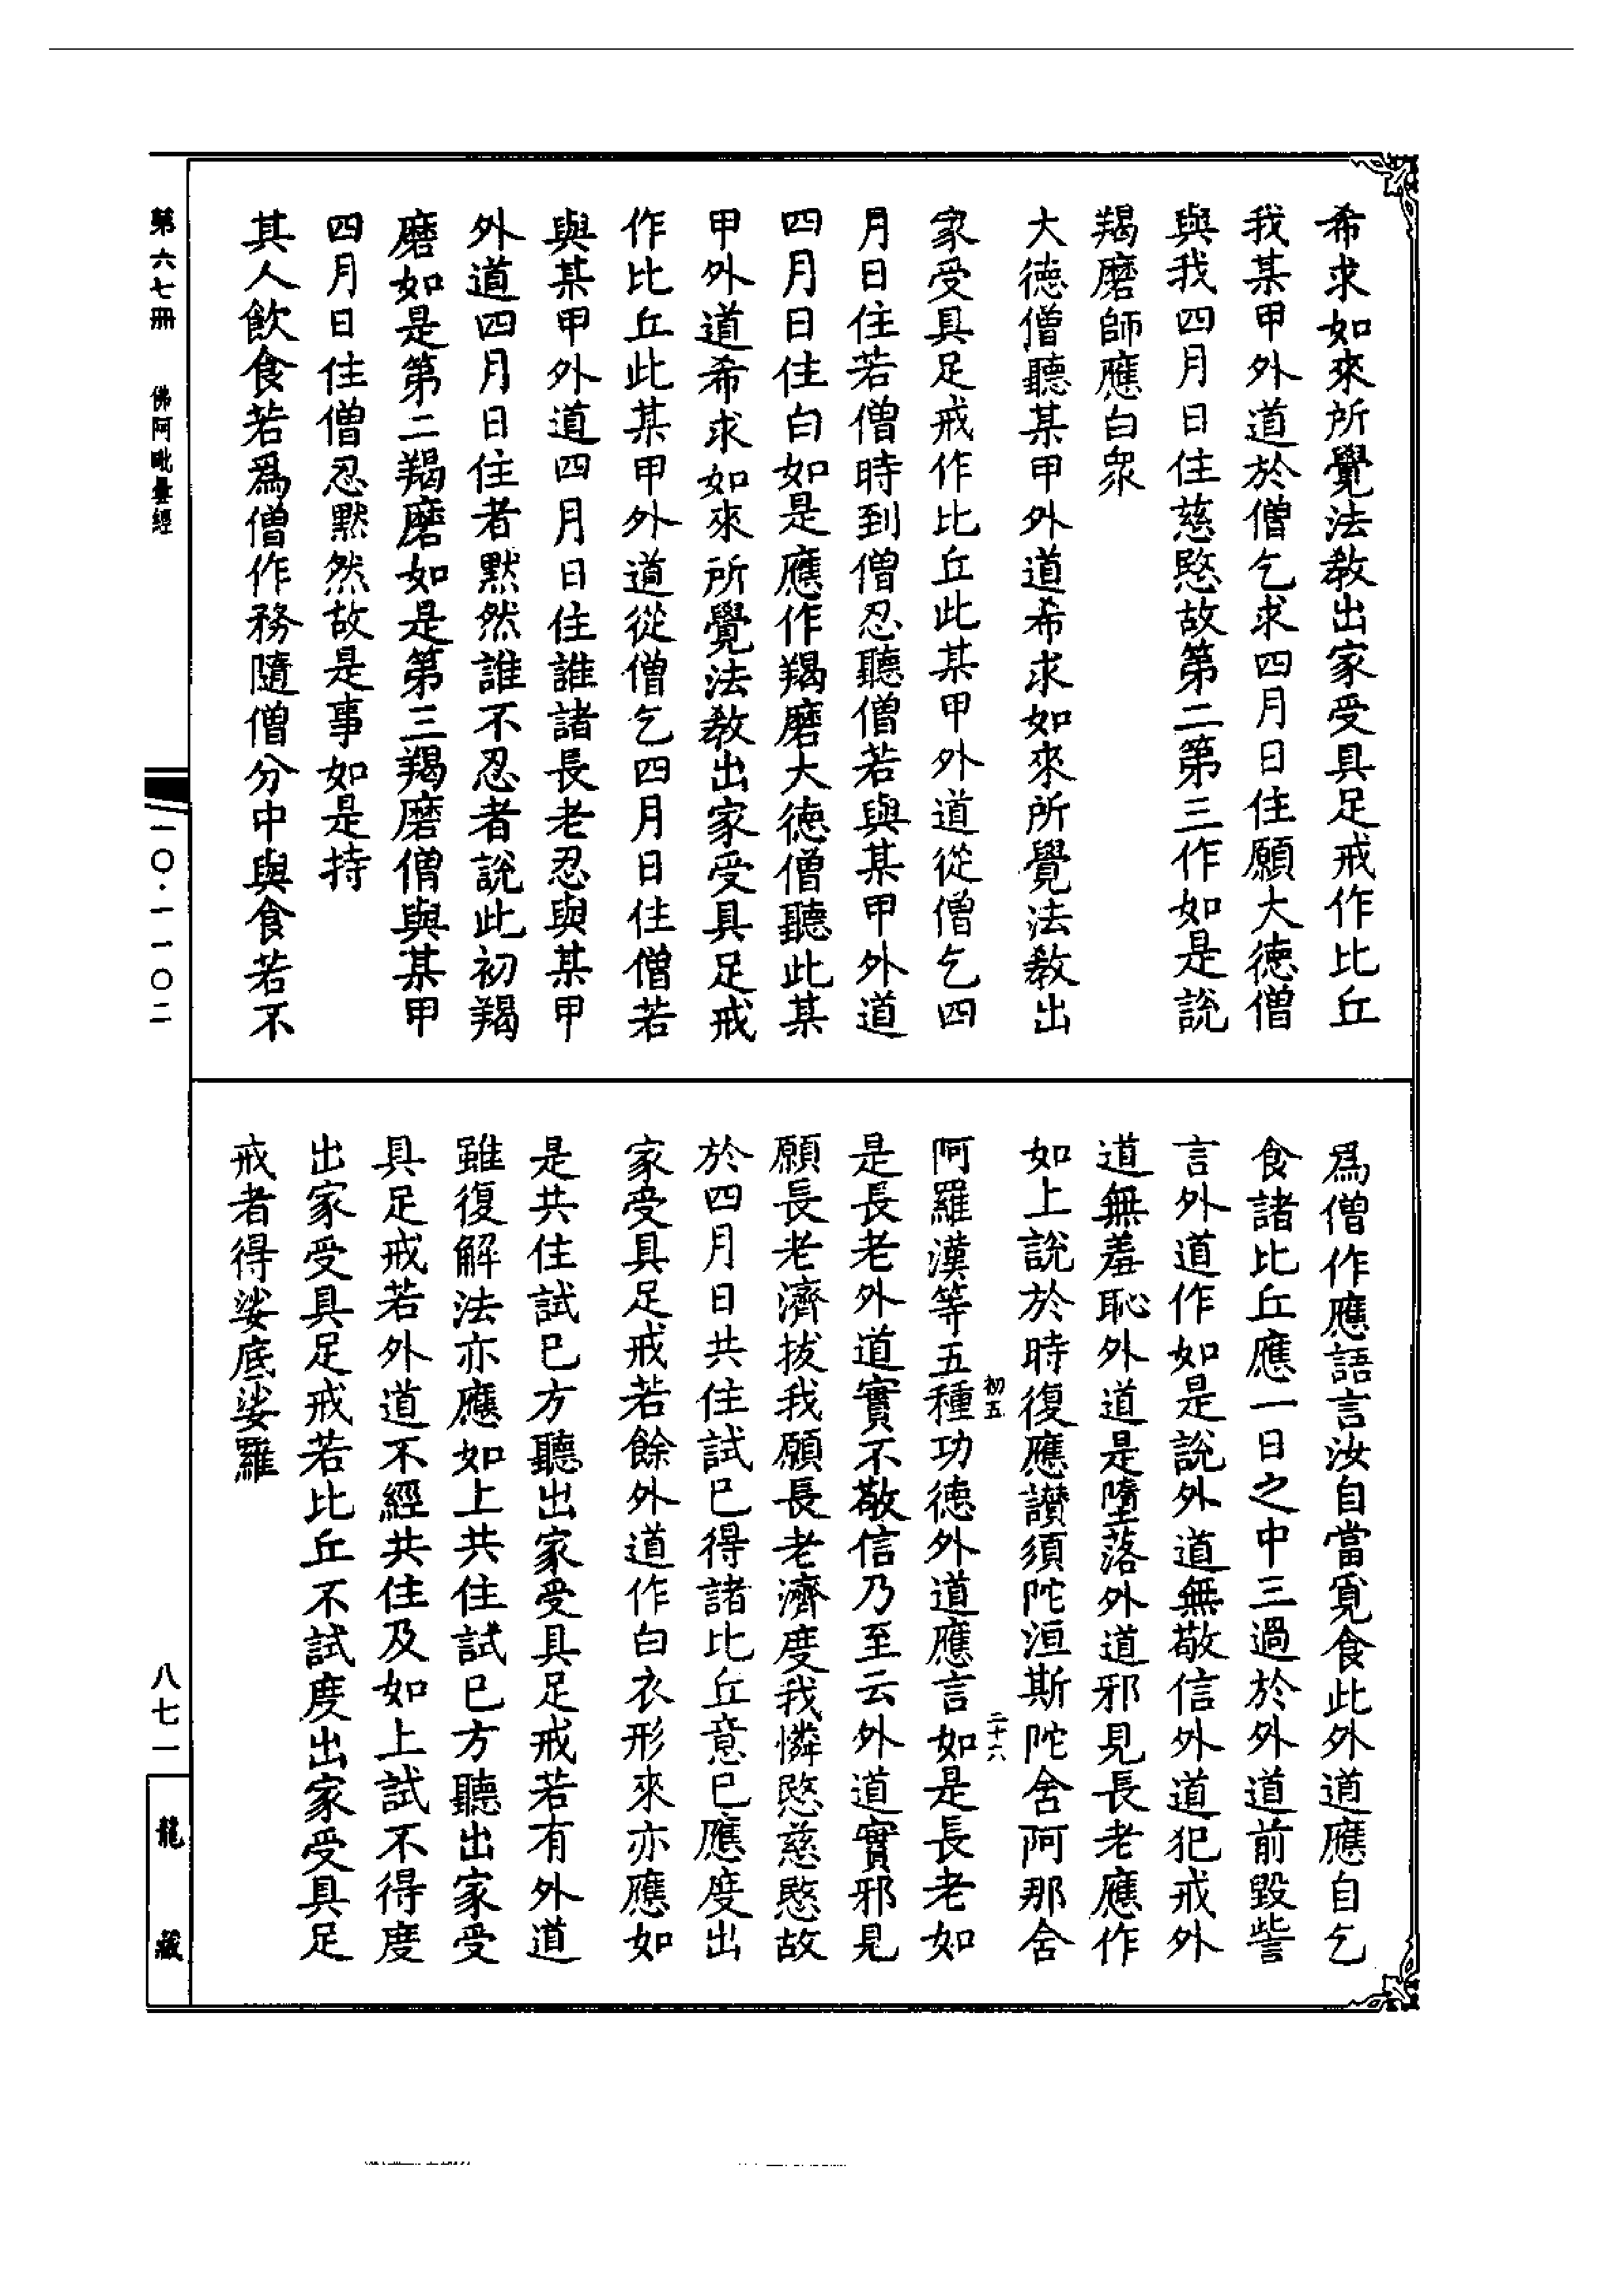 希求如來所覺法教出家受具足戒作比丘
我某甲外道於僧乞求四月日住願大德僧
與我四月日住慈愍故第二第三作如是說
羯磨師應白衆
大德僧聽某甲外道希求如來所覺法教出
家受具足戒作比丘此某甲外道從僧乞四
月日住若僧時到僧忍聽僧若與某甲外道
四月日住白如是應作羯磨大德僧聽此某
甲外道希求如來所覺法教出家受具足戒
作比丘此某甲外道從僧乞四月日住僧若
與某甲外道四月日住誰諸長老忍與某甲
外道四月日住者默然誰不忍者說此初羯
磨如是第二羯磨如是第三羯磨僧與某甲
四月日住僧忍默然故是事如是持
其人飲食若爲僧作務隨僧分中與食若不
爲僧作應語言汝自當覓食此外道應自乞
食諸比丘應一日之中三過於外道前毀訾
言外道作如是說外道無敬信外道犯戒外
道無羞恥外道是墮落外道邪見長老應作
如上說於時復應讃須陀洹斯陀舍阿那舍
初五
二十六
阿羅漢等五種功德外道應言如是長老如
是長老外道實不敬信乃至云外道實邪見
願長老濟拔我願長老濟度我憐愍慈愍故
於四月日共住試已得諸比丘意已應度出
家受具足戒若餘外道作白衣形來亦應如
是共住試已方聽出家受具足戒若有外道
雖復解法亦應如上共住試已方聽出家受
具足戒若外道不經共住及如上試不得度
出家受具足戒若比丘不試度出家受具足
戒者得娑底娑羅
第六七冊
佛阿毗曇經
一〇·一一〇二
八七一
龍藏